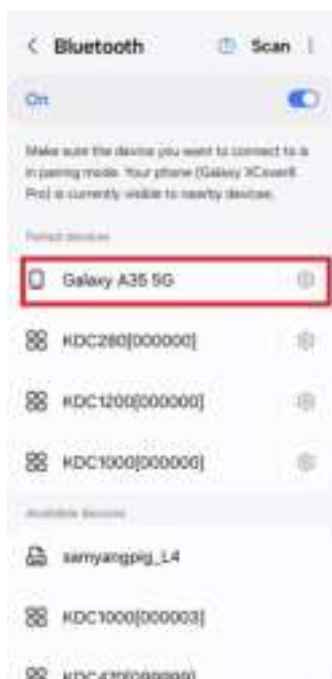 Bluetooth Scan
On
Make sure the device you want to connect to is
in pairing mode. Your phone (Galaxy XCover6
Pro) is currently visible to nearby devices.
Paired devices
Galaxy A35 5G
KDC280[000000]
KDC1200[000000]
KDC1000[000000]
Available devices
samyangpig_L4
KDC1000[000003]